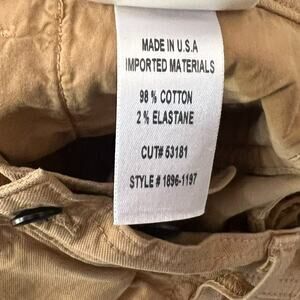 MADE IN U.S.A
IMPORTED MATERIALS
98 % COTTON
2 % ELASTANE
CUT# 53181
STYLE # 1896-1197